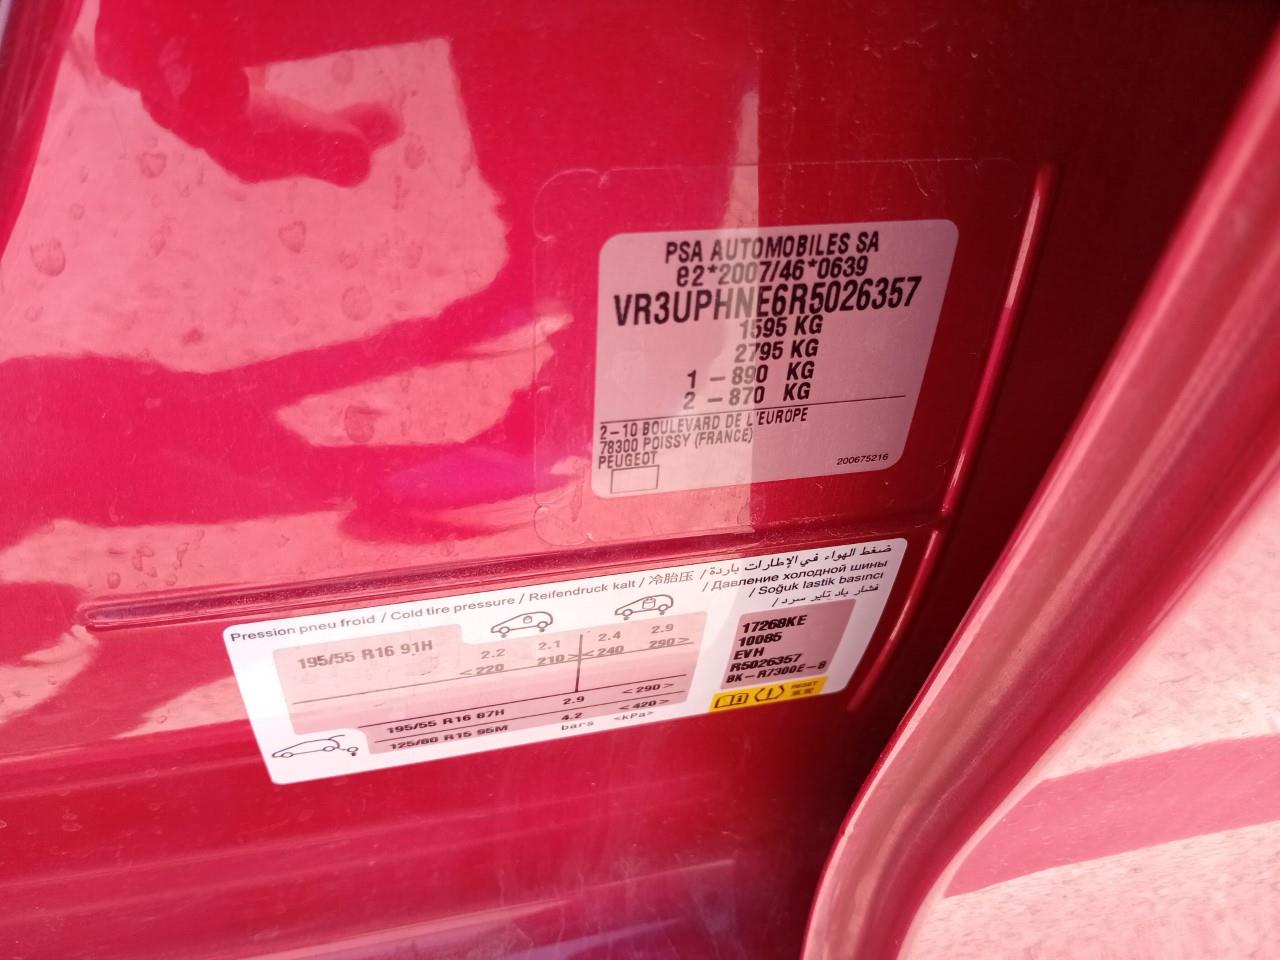 PSA AUTOMOBILES SA
e2*2007/46*0639
VR3UPHNE6R5026357
1595 KG
2795 KG
1 – 890 KG
2 – 870 KG
2-10 BOULEVARD DE L'EUROPE
78300 POISSY (FRANCE)
PEUGEOT
200675216
Pression pneu froid / Cold tire pressure / Reifendruck kalt / 冷胎压 / ضغط الهواء في الإطارات باردة
/ Давление холодной шины
/ Soğuk lastik basıncı
/ فشار باد تایر سرد
195/55 R16 91H
2.2 2.1 2.4 2.9
<220 210> <240 290>
195/55 R16 87H 2.9 <290>
125/80 R15 95M 4.2 <420>
bars <kPa>
17268KE
10085
EVH
R5026357
BK-R7300E-8
RESET